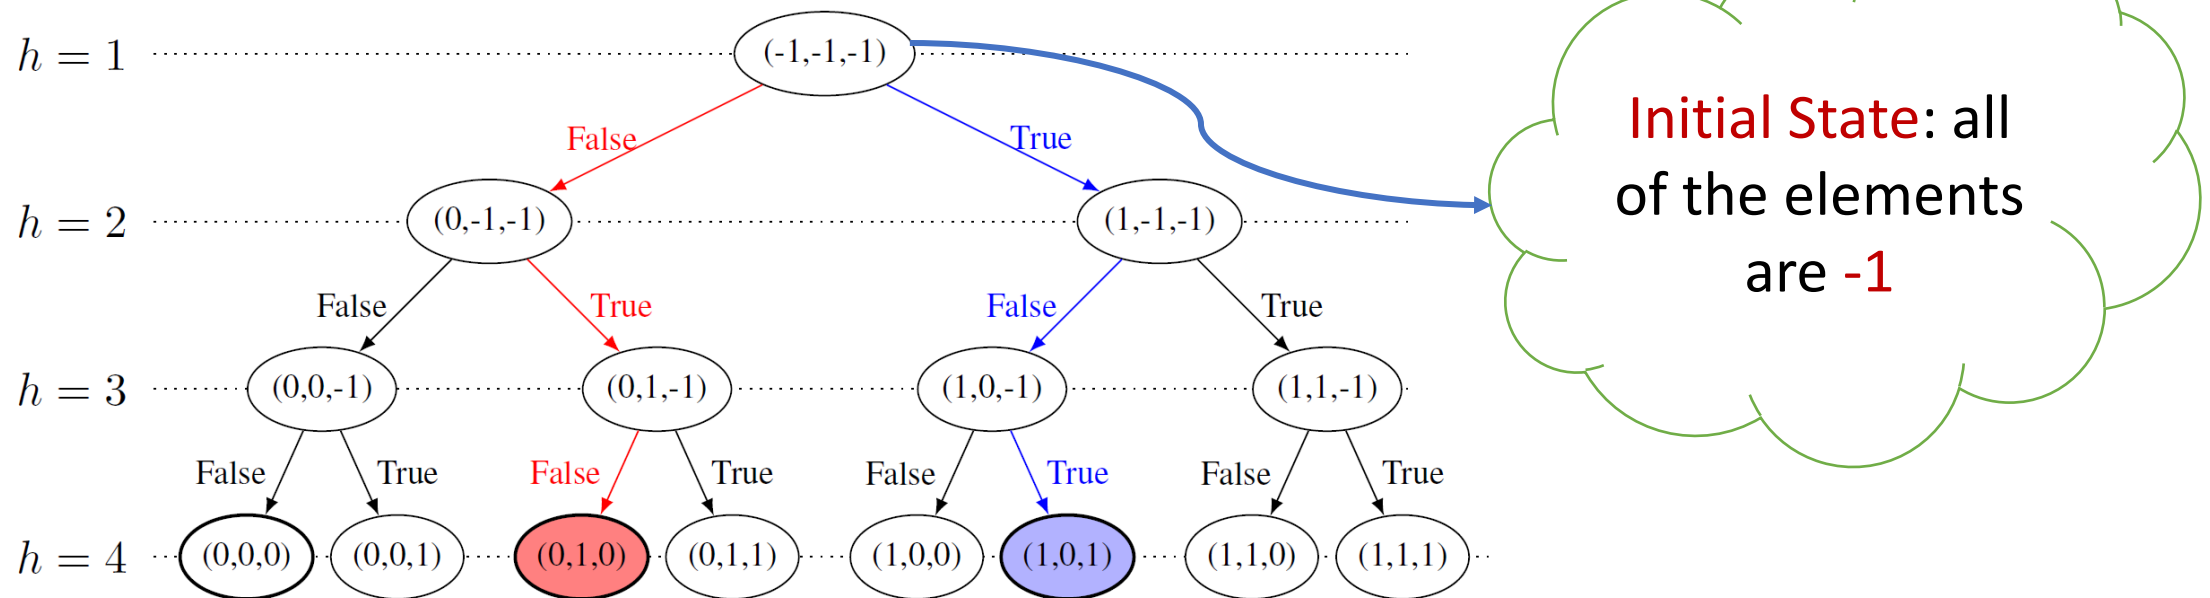 h = 1
(-1,-1,-1)
False
True
Initial State: all
of the elements
are -1
h = 2
(0,-1,-1)
(1,-1,-1)
False
True
False
True
h = 3
(0,0,-1)
(0,1,-1)
(1,0,-1)
(1,1,-1)
False
True
False
True
False
True
False
True
h = 4
(0,0,0)
(0,0,1)
(0,1,0)
(0,1,1)
(1,0,0)
(1,0,1)
(1,1,0)
(1,1,1)